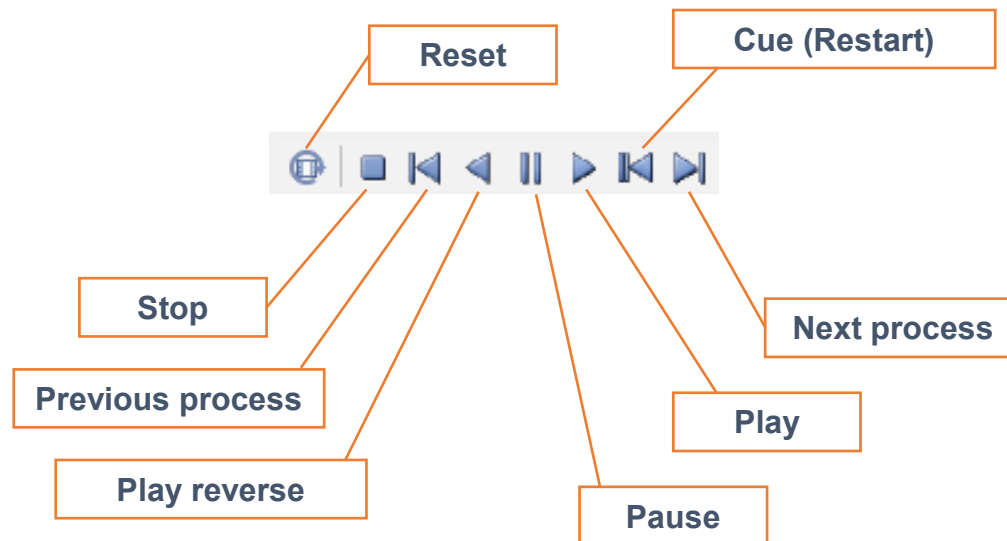 Cue (Restart)
Reset
Stop
Next process
Previous process
Play
Play reverse
Pause